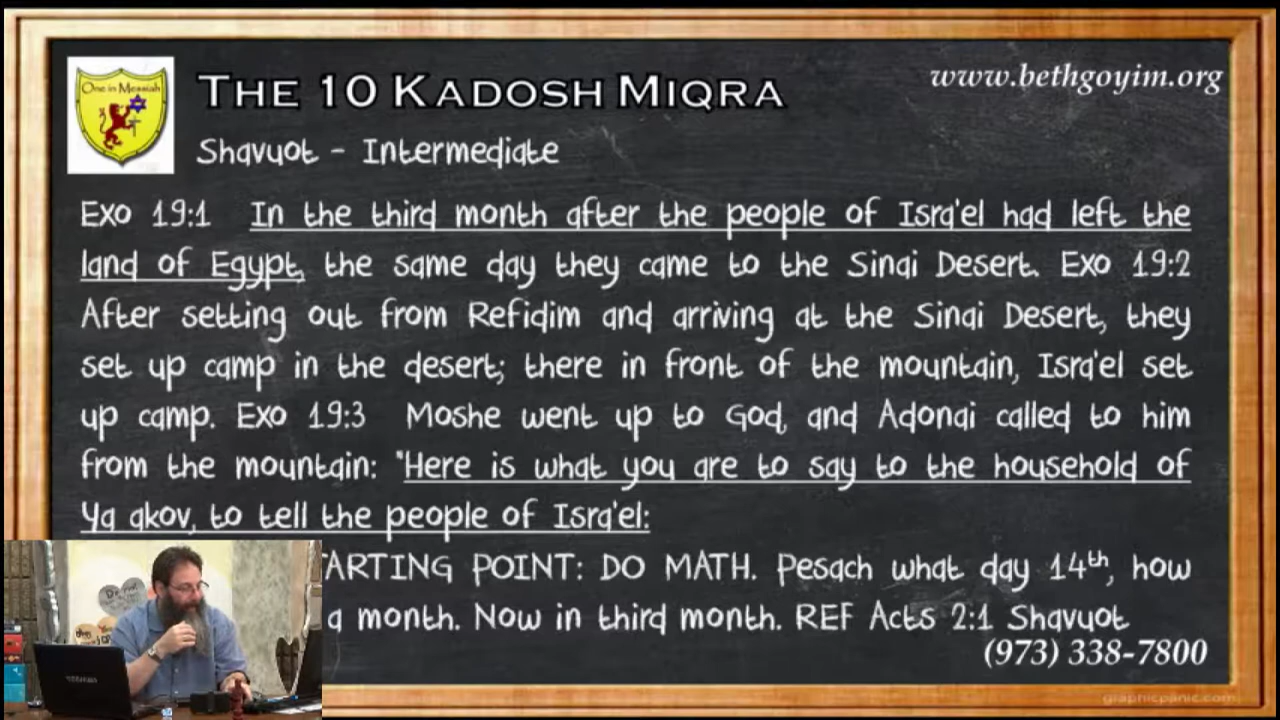 One in Messiah
THE 10 KADOSH MIQRA
www.bethgoyim.org
Shavuot - Intermediate
Exo 19:1 In the third month after the people of Isra'el had left the
land of Egypt, the same day they came to the Sinai Desert. Exo 19:2
After setting out from Refidim and arriving at the Sinai Desert, they
set up camp in the desert; there in front of the mountain, Isra'el set
up camp. Exo 19:3 Moshe went up to God, and Adonai called to him
from the mountain: "Here is what you are to say to the household of
Ya akov, to tell the people of Isra'el:
ARTING POINT: DO MATH. Pesach what day 14th, how
a month. Now in third month. REF Acts 2:1 Shavuot
(973) 338-7800
graphicpanic.com